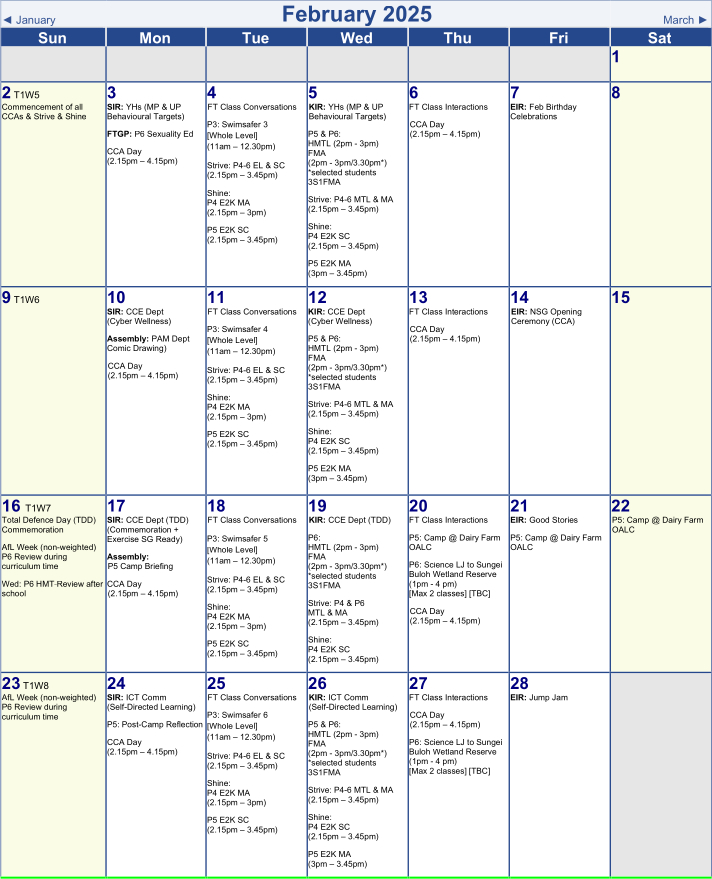 ◄ January
February 2025
March ►
Sun Mon Tue Wed Thu Fri Sat
1
2 T1W5
Commencement of all
CCAs & Strive & Shine
3
SIR: YHs (MP & UP
Behavioural Targets)
FTGP: P6 Sexuality Ed
CCA Day
(2.15pm – 4.15pm)
4
FT Class Conversations
P3: Swimsafer 3
[Whole Level]
(11am – 12.30pm)
Strive: P4-6 EL & SC
(2.15pm – 3.45pm)
Shine:
P4 E2K MA
(2.15pm – 3pm)
P5 E2K SC
(2.15pm – 3.45pm)
5
KIR: YHs (MP & UP
Behavioural Targets)
P5 & P6:
HMTL (2pm - 3pm)
FMA
(2pm - 3pm/3.30pm*)
*selected students
3S1FMA
Strive: P4-6 MTL & MA
(2.15pm – 3.45pm)
Shine:
P4 E2K SC
(2.15pm – 3.45pm)
P5 E2K MA
(3pm – 3.45pm)
6
FT Class Interactions
CCA Day
(2.15pm – 4.15pm)
7
EIR: Feb Birthday
Celebrations
8
9 T1W6
10
SIR: CCE Dept
(Cyber Wellness)
Assembly: PAM Dept
Comic Drawing)
CCA Day
(2.15pm – 4.15pm)
11
FT Class Conversations
P3: Swimsafer 4
[Whole Level]
(11am – 12.30pm)
Strive: P4-6 EL & SC
(2.15pm – 3.45pm)
Shine:
P4 E2K MA
(2.15pm – 3pm)
P5 E2K SC
(2.15pm – 3.45pm)
12
KIR: CCE Dept
(Cyber Wellness)
P5 & P6:
HMTL (2pm - 3pm)
FMA
(2pm - 3pm/3.30pm*)
*selected students
3S1FMA
Strive: P4-6 MTL & MA
(2.15pm – 3.45pm)
Shine:
P4 E2K SC
(2.15pm – 3.45pm)
P5 E2K MA
(3pm – 3.45pm)
13
FT Class Interactions
CCA Day
(2.15pm – 4.15pm)
14
EIR: NSG Opening
Ceremony (CCA)
15
16 T1W7
Total Defence Day (TDD)
Commemoration
AfL Week (non-weighted)
P6 Review during
curriculum time
Wed: P6 HMT-Review after
school
17
SIR: CCE Dept (TDD)
(Commemoration +
Exercise SG Ready)
Assembly:
P5 Camp Briefing
CCA Day
(2.15pm – 4.15pm)
18
FT Class Conversations
P3: Swimsafer 5
[Whole Level]
(11am – 12.30pm)
Strive: P4-6 EL & SC
(2.15pm – 3.45pm)
Shine:
P4 E2K MA
(2.15pm – 3pm)
P5 E2K SC
(2.15pm – 3.45pm)
19
KIR: CCE Dept (TDD)
P6:
HMTL (2pm - 3pm)
FMA
(2pm - 3pm/3.30pm*)
*selected students
3S1FMA
Strive: P4 & P6
MTL & MA
(2.15pm – 3.45pm)
Shine:
P4 E2K SC
(2.15pm – 3.45pm)
20
FT Class Interactions
P5: Camp @ Dairy Farm
OALC
P6: Science LJ to Sungei
Buloh Wetland Reserve
(1pm - 4 pm)
[Max 2 classes] [TBC]
CCA Day
(2.15pm – 4.15pm)
21
EIR: Good Stories
P5: Camp @ Dairy Farm
OALC
22
P5: Camp @ Dairy Farm
OALC
23 T1W8
AfL Week (non-weighted)
P6 Review during
curriculum time
24
SIR: ICT Comm
(Self-Directed Learning)
P5: Post-Camp Reflection
CCA Day
(2.15pm – 4.15pm)
25
FT Class Conversations
P3: Swimsafer 6
[Whole Level]
(11am – 12.30pm)
Strive: P4-6 EL & SC
(2.15pm – 3.45pm)
Shine:
P4 E2K MA
(2.15pm – 3pm)
P5 E2K SC
(2.15pm – 3.45pm)
26
KIR: ICT Comm
(Self-Directed Learning)
P5 & P6:
HMTL (2pm - 3pm)
FMA
(2pm - 3pm/3.30pm*)
*selected students
3S1FMA
Strive: P4-6 MTL & MA
(2.15pm – 3.45pm)
Shine:
P4 E2K SC
(2.15pm – 3.45pm)
P5 E2K MA
(3pm – 3.45pm)
27
FT Class Interactions
CCA Day
(2.15pm – 4.15pm)
P6: Science LJ to Sungei
Buloh Wetland Reserve
(1pm - 4 pm)
[Max 2 classes] [TBC]
28
EIR: Jump Jam